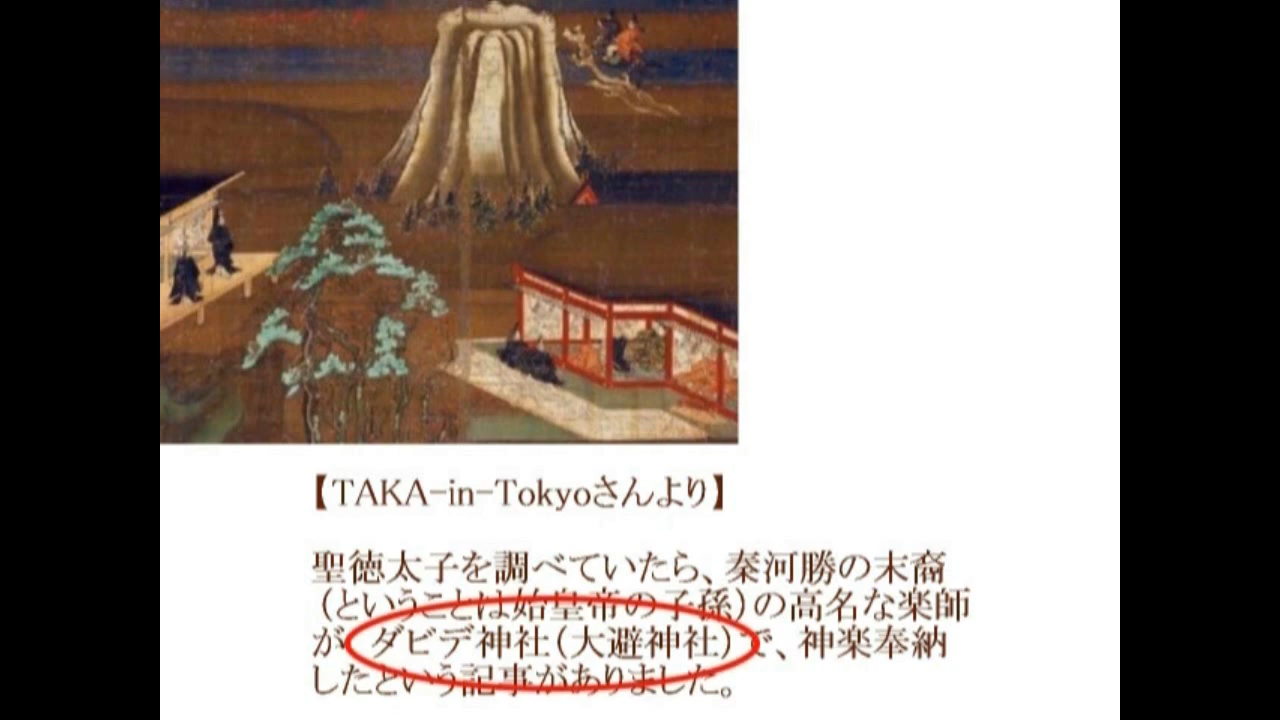 【TAKA-in-Tokyoさんより】
聖徳太子を調べていたら、秦河勝の末裔
（ということは始皇帝の子孫）の高名な楽師
が、ダビデ神社（大避神社）で、神楽奉納
したという記事がありました。